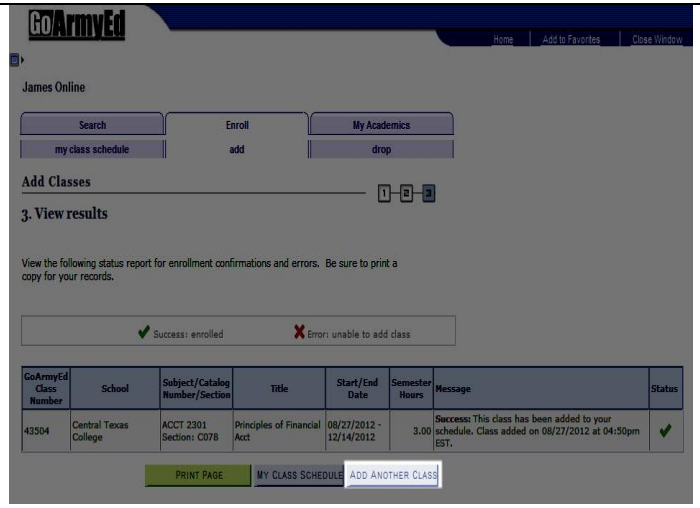 GoArmyEd
Home Add to Favorites Close Window
James Online
Search Enroll My Academics
my class schedule add drop
Add Classes
1 2 3
3. View results
View the following status report for enrollment confirmations and errors. Be sure to print a
copy for your records.
Success: enrolled Error: unable to add class
GoArmyEd Class Number School Subject/Catalog Number/Section Title Start/End Date Semester Hours Message Status
43504 Central Texas College ACCT 2301 Section: C07B Principles of Financial Acct 08/27/2012 - 12/14/2012 3.00 Success: This class has been added to your schedule. Class added on 08/27/2012 at 04:50pm EST.
PRINT PAGE MY CLASS SCHEDULE ADD ANOTHER CLASS